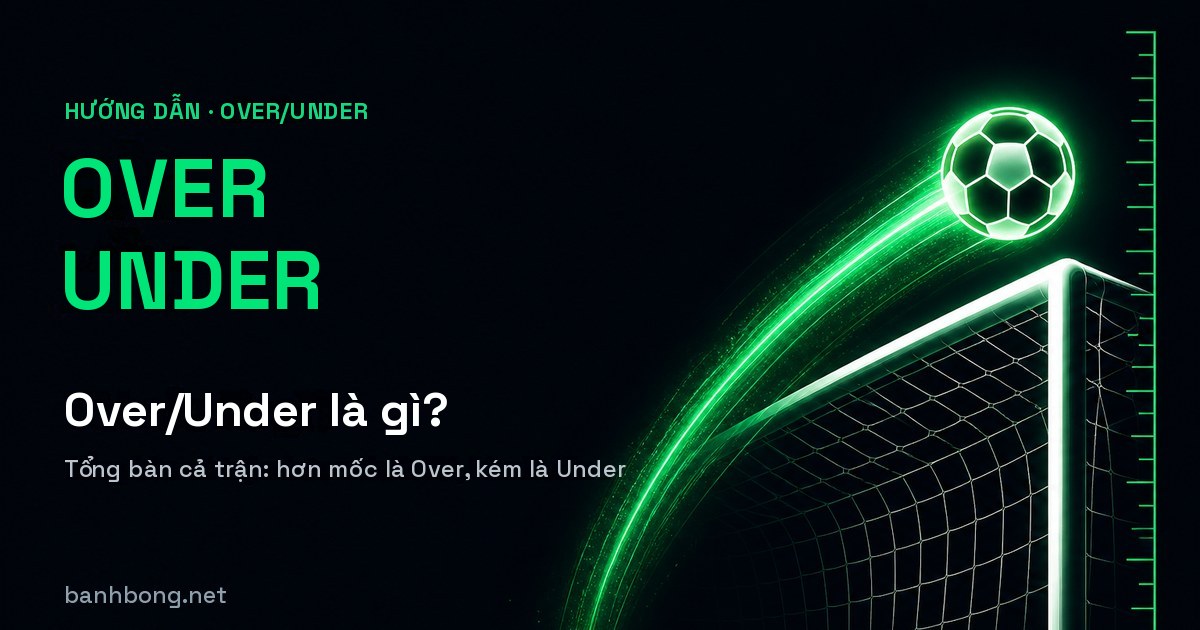 HƯỚNG DẪN · OVER/UNDER
OVER
UNDER
Over/Under là gì?
Tổng bàn cả trận: hơn mốc là Over, kém là Under
banhbong.net